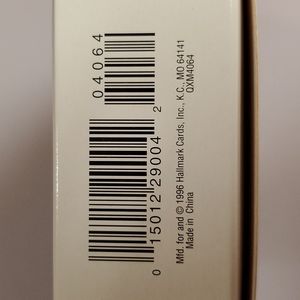 04064
0 15012 29004 2
Mfd. for and © 1996 Hallmark Cards, Inc., K.C., MO 64141
Made in China QXM4064